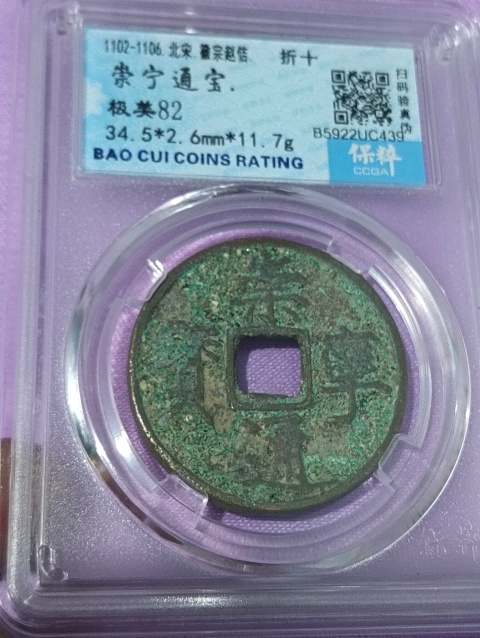 1102-1106.北宋.徽宗赵佶 折十
崇宁通宝.
极美82
34.5*2.6mm*11.7g
BAO CUI COINS RATING
扫码验真伪
B5922UC439
保粹
CCGA
崇
寧
通